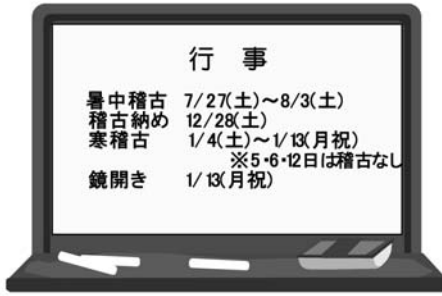 行　事
暑中稽古 7/27(土)～8/3(土)
稽古納め 12/28(土)
寒稽古 1/4(土)～1/13(月祝)
※5・6・12日は稽古なし
鏡開き 1/13(月祝)